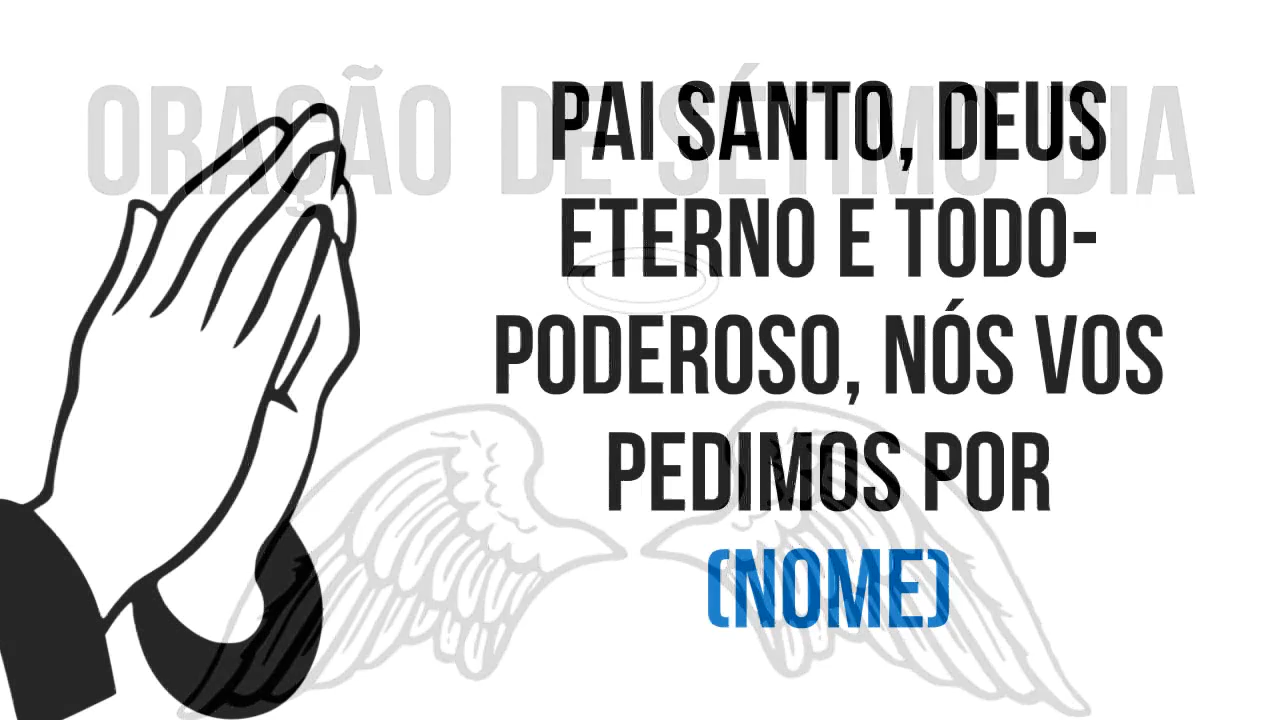 ORAÇÃO DE SÉTIMO DIA
PAI SANTO, DEUS
ETERNO E TODO-
PODEROSO, NÓS VOS
PEDIMOS POR
(NOME)